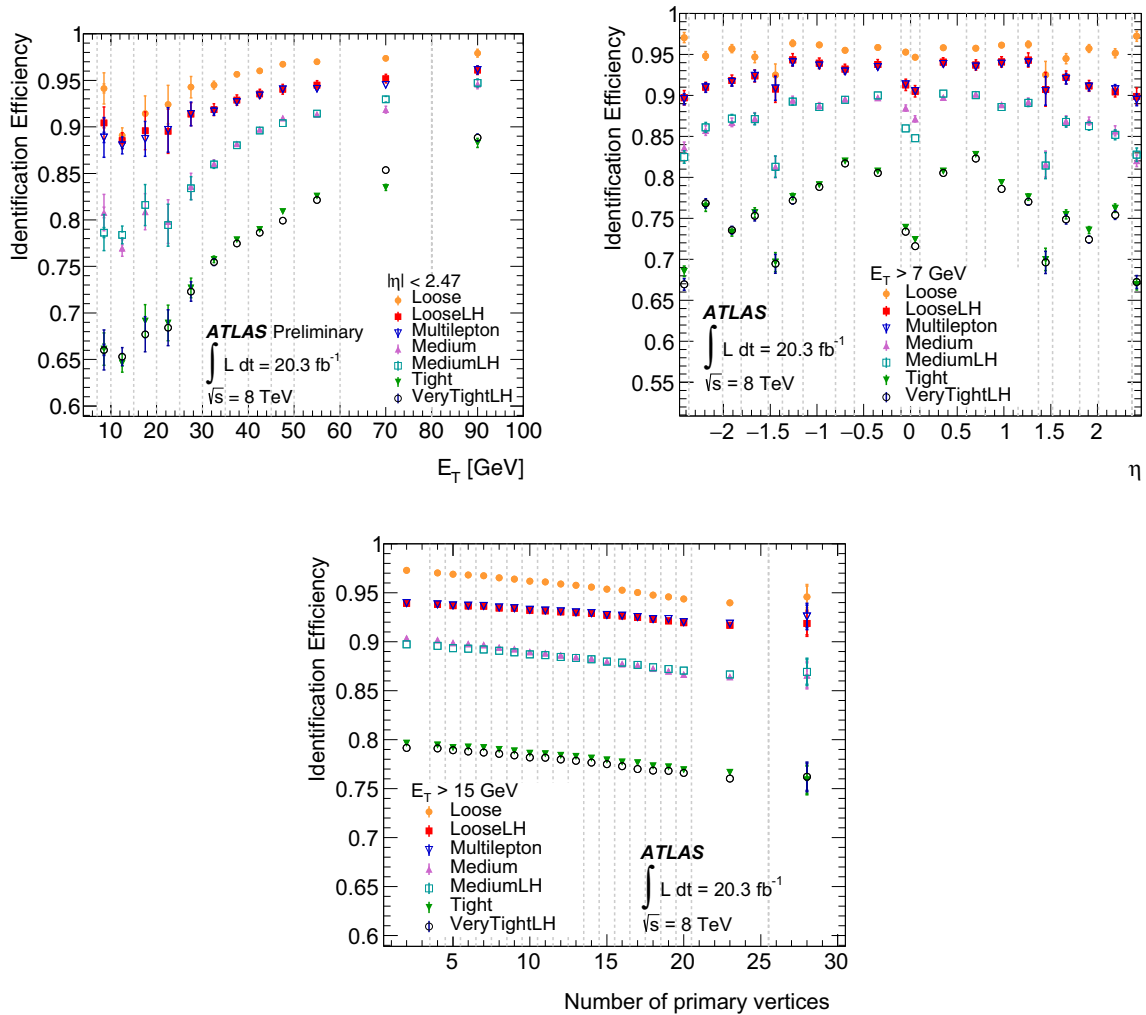 Identification Efficiency
1
0.95
0.9
0.85
0.8
0.75
0.7
0.65
0.6
|η| < 2.47
Loose
LooseLH
Multilepton
Medium
MediumLH
Tight
VeryTightLH
ATLAS Preliminary
∫ L dt = 20.3 fb⁻¹
√s = 8 TeV
10 20 30 40 50 60 70 80 90 100
E_T [GeV]
Identification Efficiency
1
0.95
0.9
0.85
0.8
0.75
0.7
0.65
0.6
0.55
E_T > 7 GeV
Loose
LooseLH
Multilepton
Medium
MediumLH
Tight
VeryTightLH
ATLAS
∫ L dt = 20.3 fb⁻¹
√s = 8 TeV
−2 −1.5 −1 −0.5 0 0.5 1 1.5 2
η
Identification Efficiency
1
0.95
0.9
0.85
0.8
0.75
0.7
0.65
0.6
E_T > 15 GeV
Loose
LooseLH
Multilepton
Medium
MediumLH
Tight
VeryTightLH
ATLAS
∫ L dt = 20.3 fb⁻¹
√s = 8 TeV
5 10 15 20 25 30
Number of primary vertices